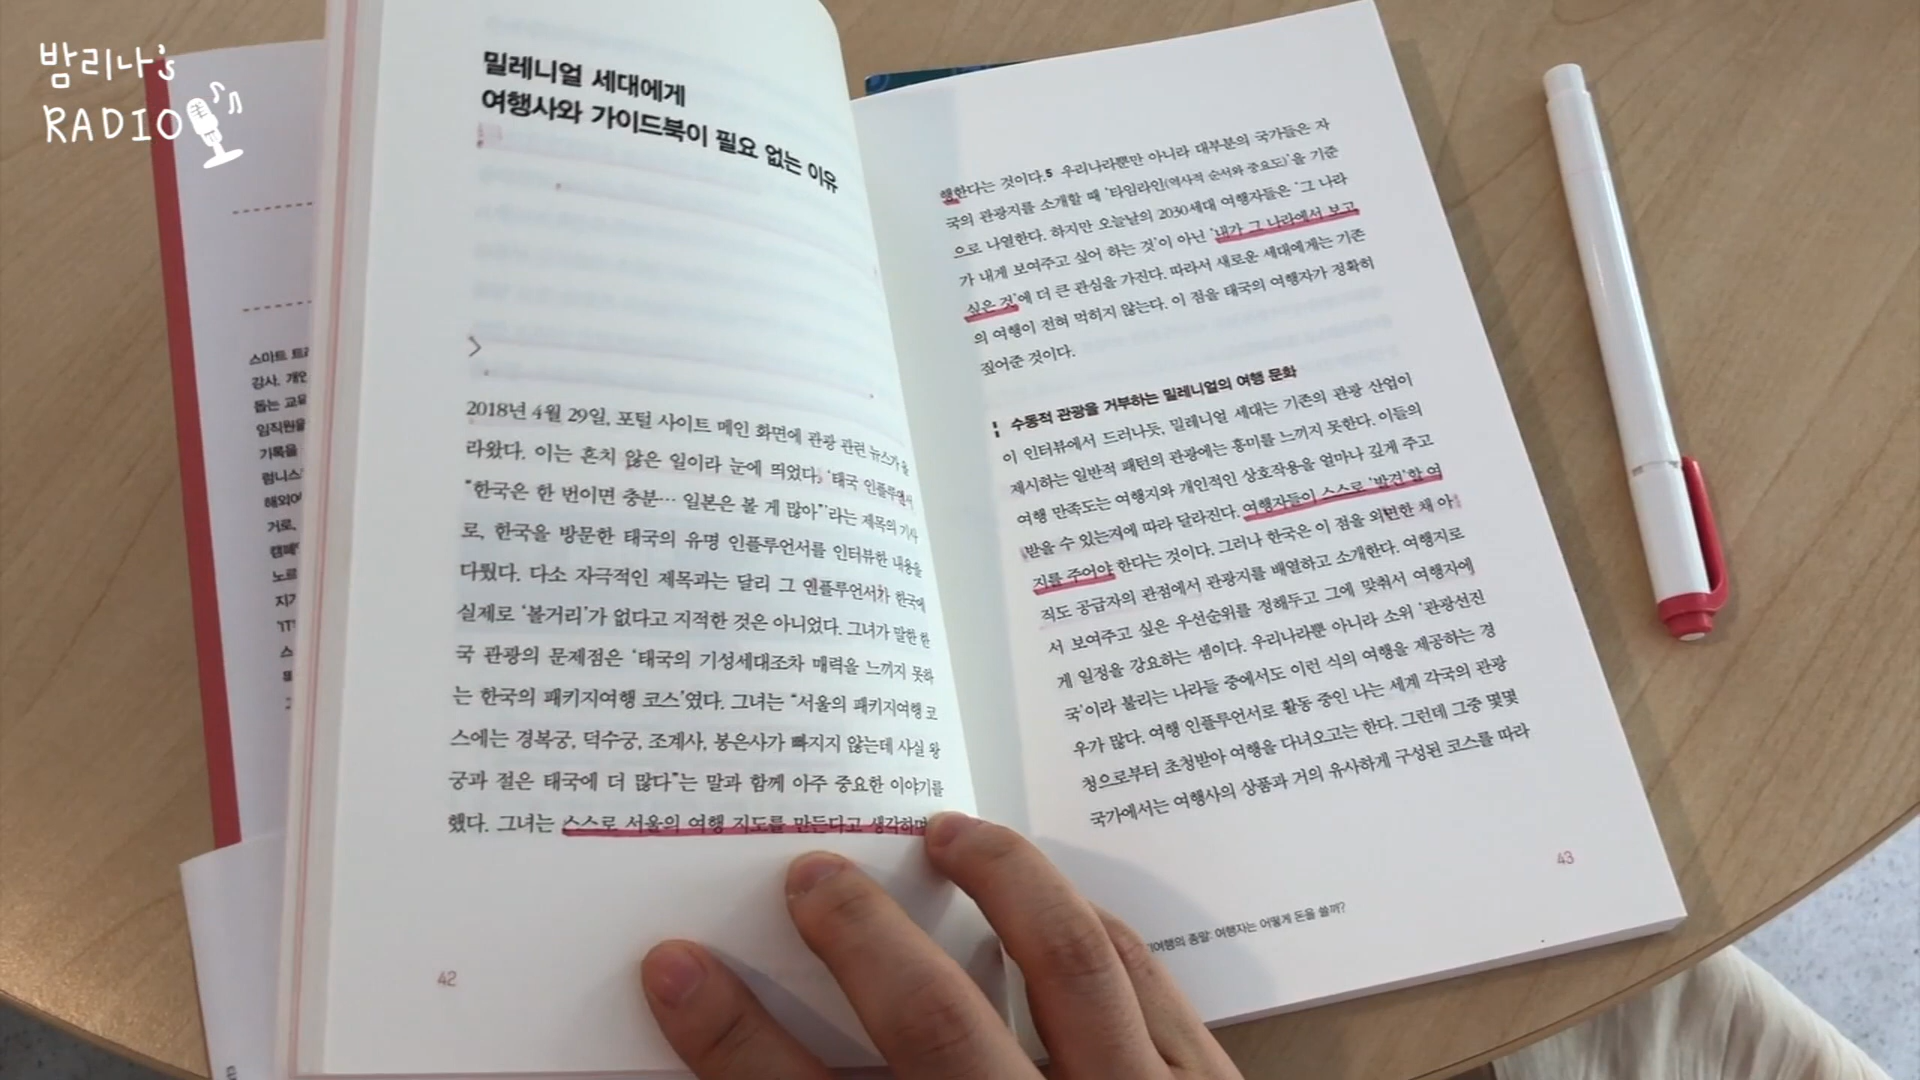 밤리나's
RADIO
밀레니얼 세대에게
여행사와 가이드북이 필요 없는 이유
2018년 4월 29일, 포털 사이트 메인 화면에 관광 관련 뉴스가 올
라왔다. 이는 흔치 않은 일이라 눈에 띄었다. '태국 인플루언서
"한국은 한 번이면 충분… 일본은 볼 게 많아"'라는 제목의 기사
로, 한국을 방문한 태국의 유명 인플루언서를 인터뷰한 내용을
다뤘다. 다소 자극적인 제목과는 달리 그 인플루언서가 한국에
실제로 '볼거리'가 없다고 지적한 것은 아니었다. 그녀가 말한 한
국 관광의 문제점은 '태국의 기성세대조차 매력을 느끼지 못하
는 한국의 패키지여행 코스'였다. 그녀는 "서울의 패키지여행 코
스에는 경복궁, 덕수궁, 조계사, 봉은사가 빠지지 않는데 사실 왕
궁과 절은 태국에 더 많다"는 말과 함께 아주 중요한 이야기를
했다. 그녀는 스스로 서울의 여행 지도를 만든다고 생각하며
42
행한다는 것이다.5 우리나라뿐만 아니라 대부분의 국가들은 자
국의 관광지를 소개할 때 '타임라인(역사적 순서와 중요도)'을 기준
으로 나열한다. 하지만 오늘날의 2030세대 여행자들은 '그 나라
가 내게 보여주고 싶어 하는 것'이 아닌 '내가 그 나라에서 보고
싶은 것'에 더 큰 관심을 가진다. 따라서 새로운 세대에게는 기존
의 여행이 전혀 먹히지 않는다. 이 점을 태국의 여행자가 정확히
짚어준 것이다.
수동적 관광을 거부하는 밀레니얼의 여행 문화
이 인터뷰에서 드러나듯, 밀레니얼 세대는 기존의 관광 산업이
제시하는 일반적 패턴의 관광에는 흥미를 느끼지 못한다. 이들의
여행 만족도는 여행지와 개인적인 상호작용을 얼마나 깊게 주고
받을 수 있는지에 따라 달라진다. 여행자들이 스스로 '발견'할 여
지를 주어야 한다는 것이다. 그러나 한국은 이 점을 외면한 채 아
직도 공급자의 관점에서 관광지를 배열하고 소개한다. 여행지로
서 보여주고 싶은 우선순위를 정해두고 그에 맞춰서 여행자에
게 일정을 강요하는 셈이다. 우리나라뿐 아니라 소위 '관광선진
국'이라 불리는 나라들 중에서도 이런 식의 여행을 제공하는 경
우가 많다. 여행 인플루언서로 활동 중인 나는 세계 각국의 관광
청으로부터 초청받아 여행을 다녀오고는 한다. 그런데 그중 몇몇
국가에서는 여행사의 상품과 거의 유사하게 구성된 코스를 따라
43
여행의 종말: 여행자는 어떻게 돈을 쓸까?